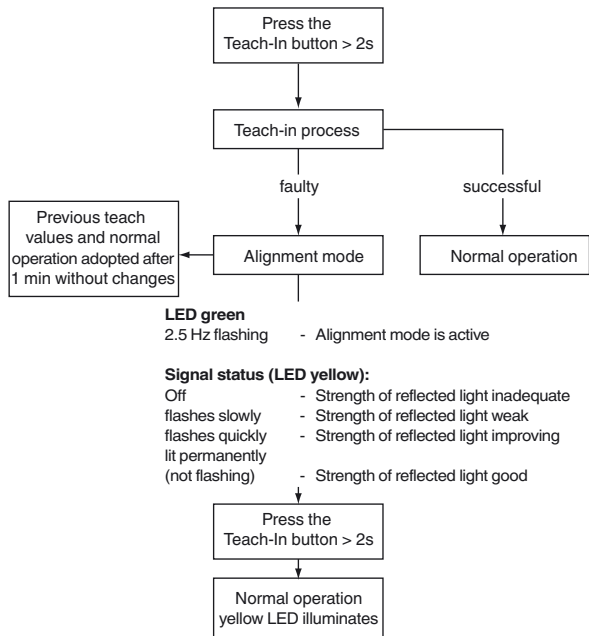 Press the
Teach-In button > 2s
Teach-in process
faulty
successful
Previous teach
values and normal
operation adopted after
1 min without changes
Alignment mode
Normal operation
LED green
2.5 Hz flashing - Alignment mode is active
Signal status (LED yellow):
Off - Strength of reflected light inadequate
flashes slowly - Strength of reflected light weak
flashes quickly - Strength of reflected light improving
lit permanently
(not flashing) - Strength of reflected light good
Press the
Teach-In button > 2s
Normal operation
yellow LED illuminates